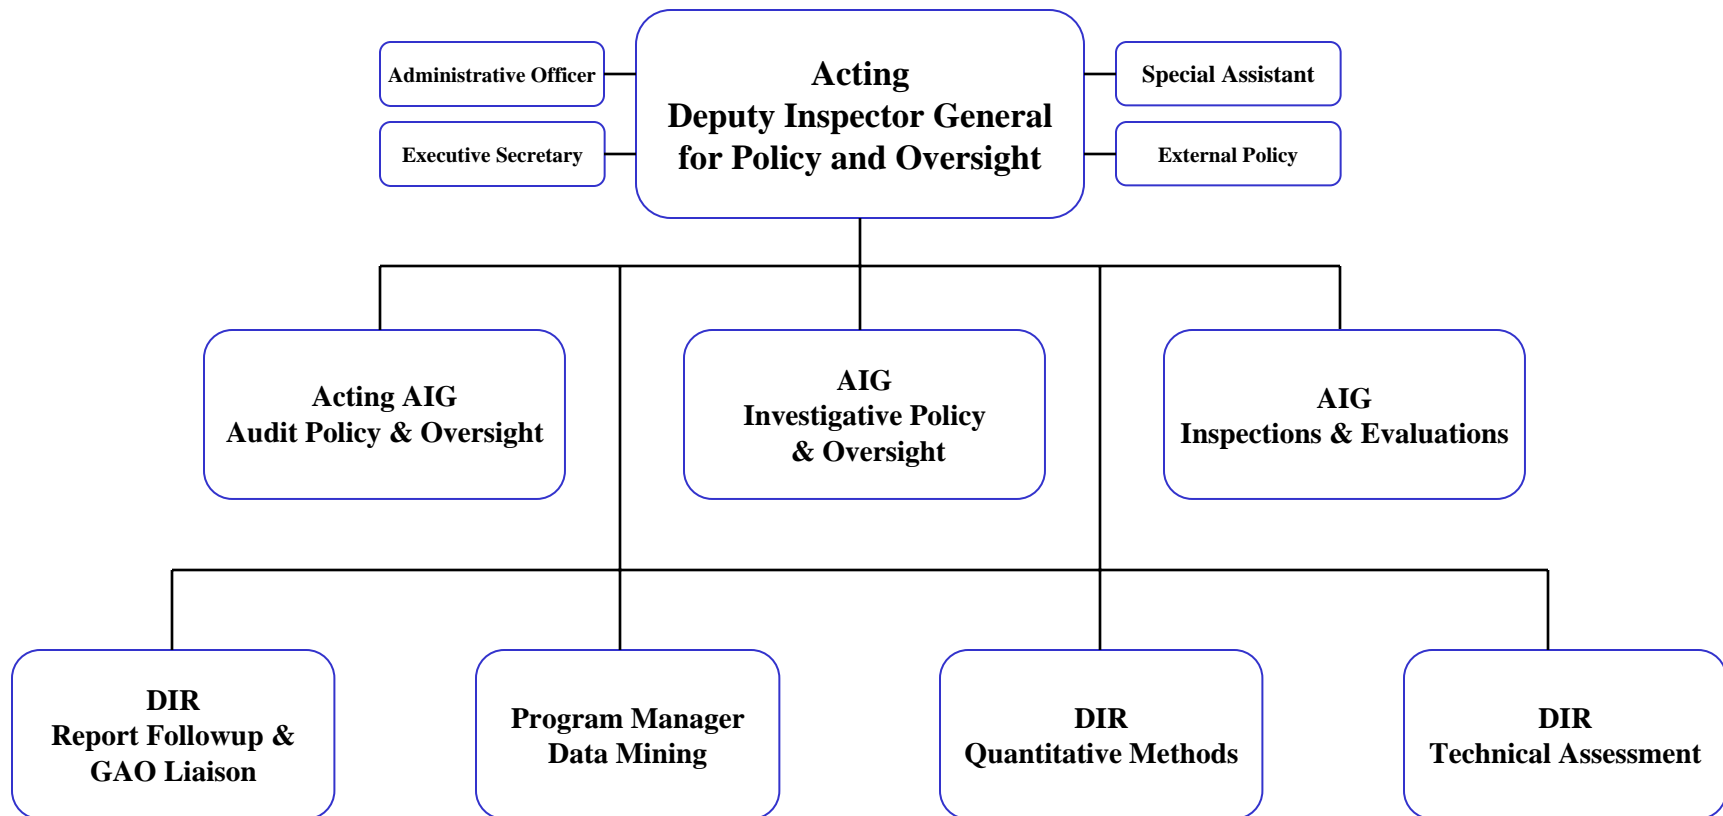 Administrative Officer
Executive Secretary
Acting
Deputy Inspector General
for Policy and Oversight
Special Assistant
External Policy
Acting AIG
Audit Policy & Oversight
AIG
Investigative Policy
& Oversight
AIG
Inspections & Evaluations
DIR
Report Followup &
GAO Liaison
Program Manager
Data Mining
DIR
Quantitative Methods
DIR
Technical Assessment